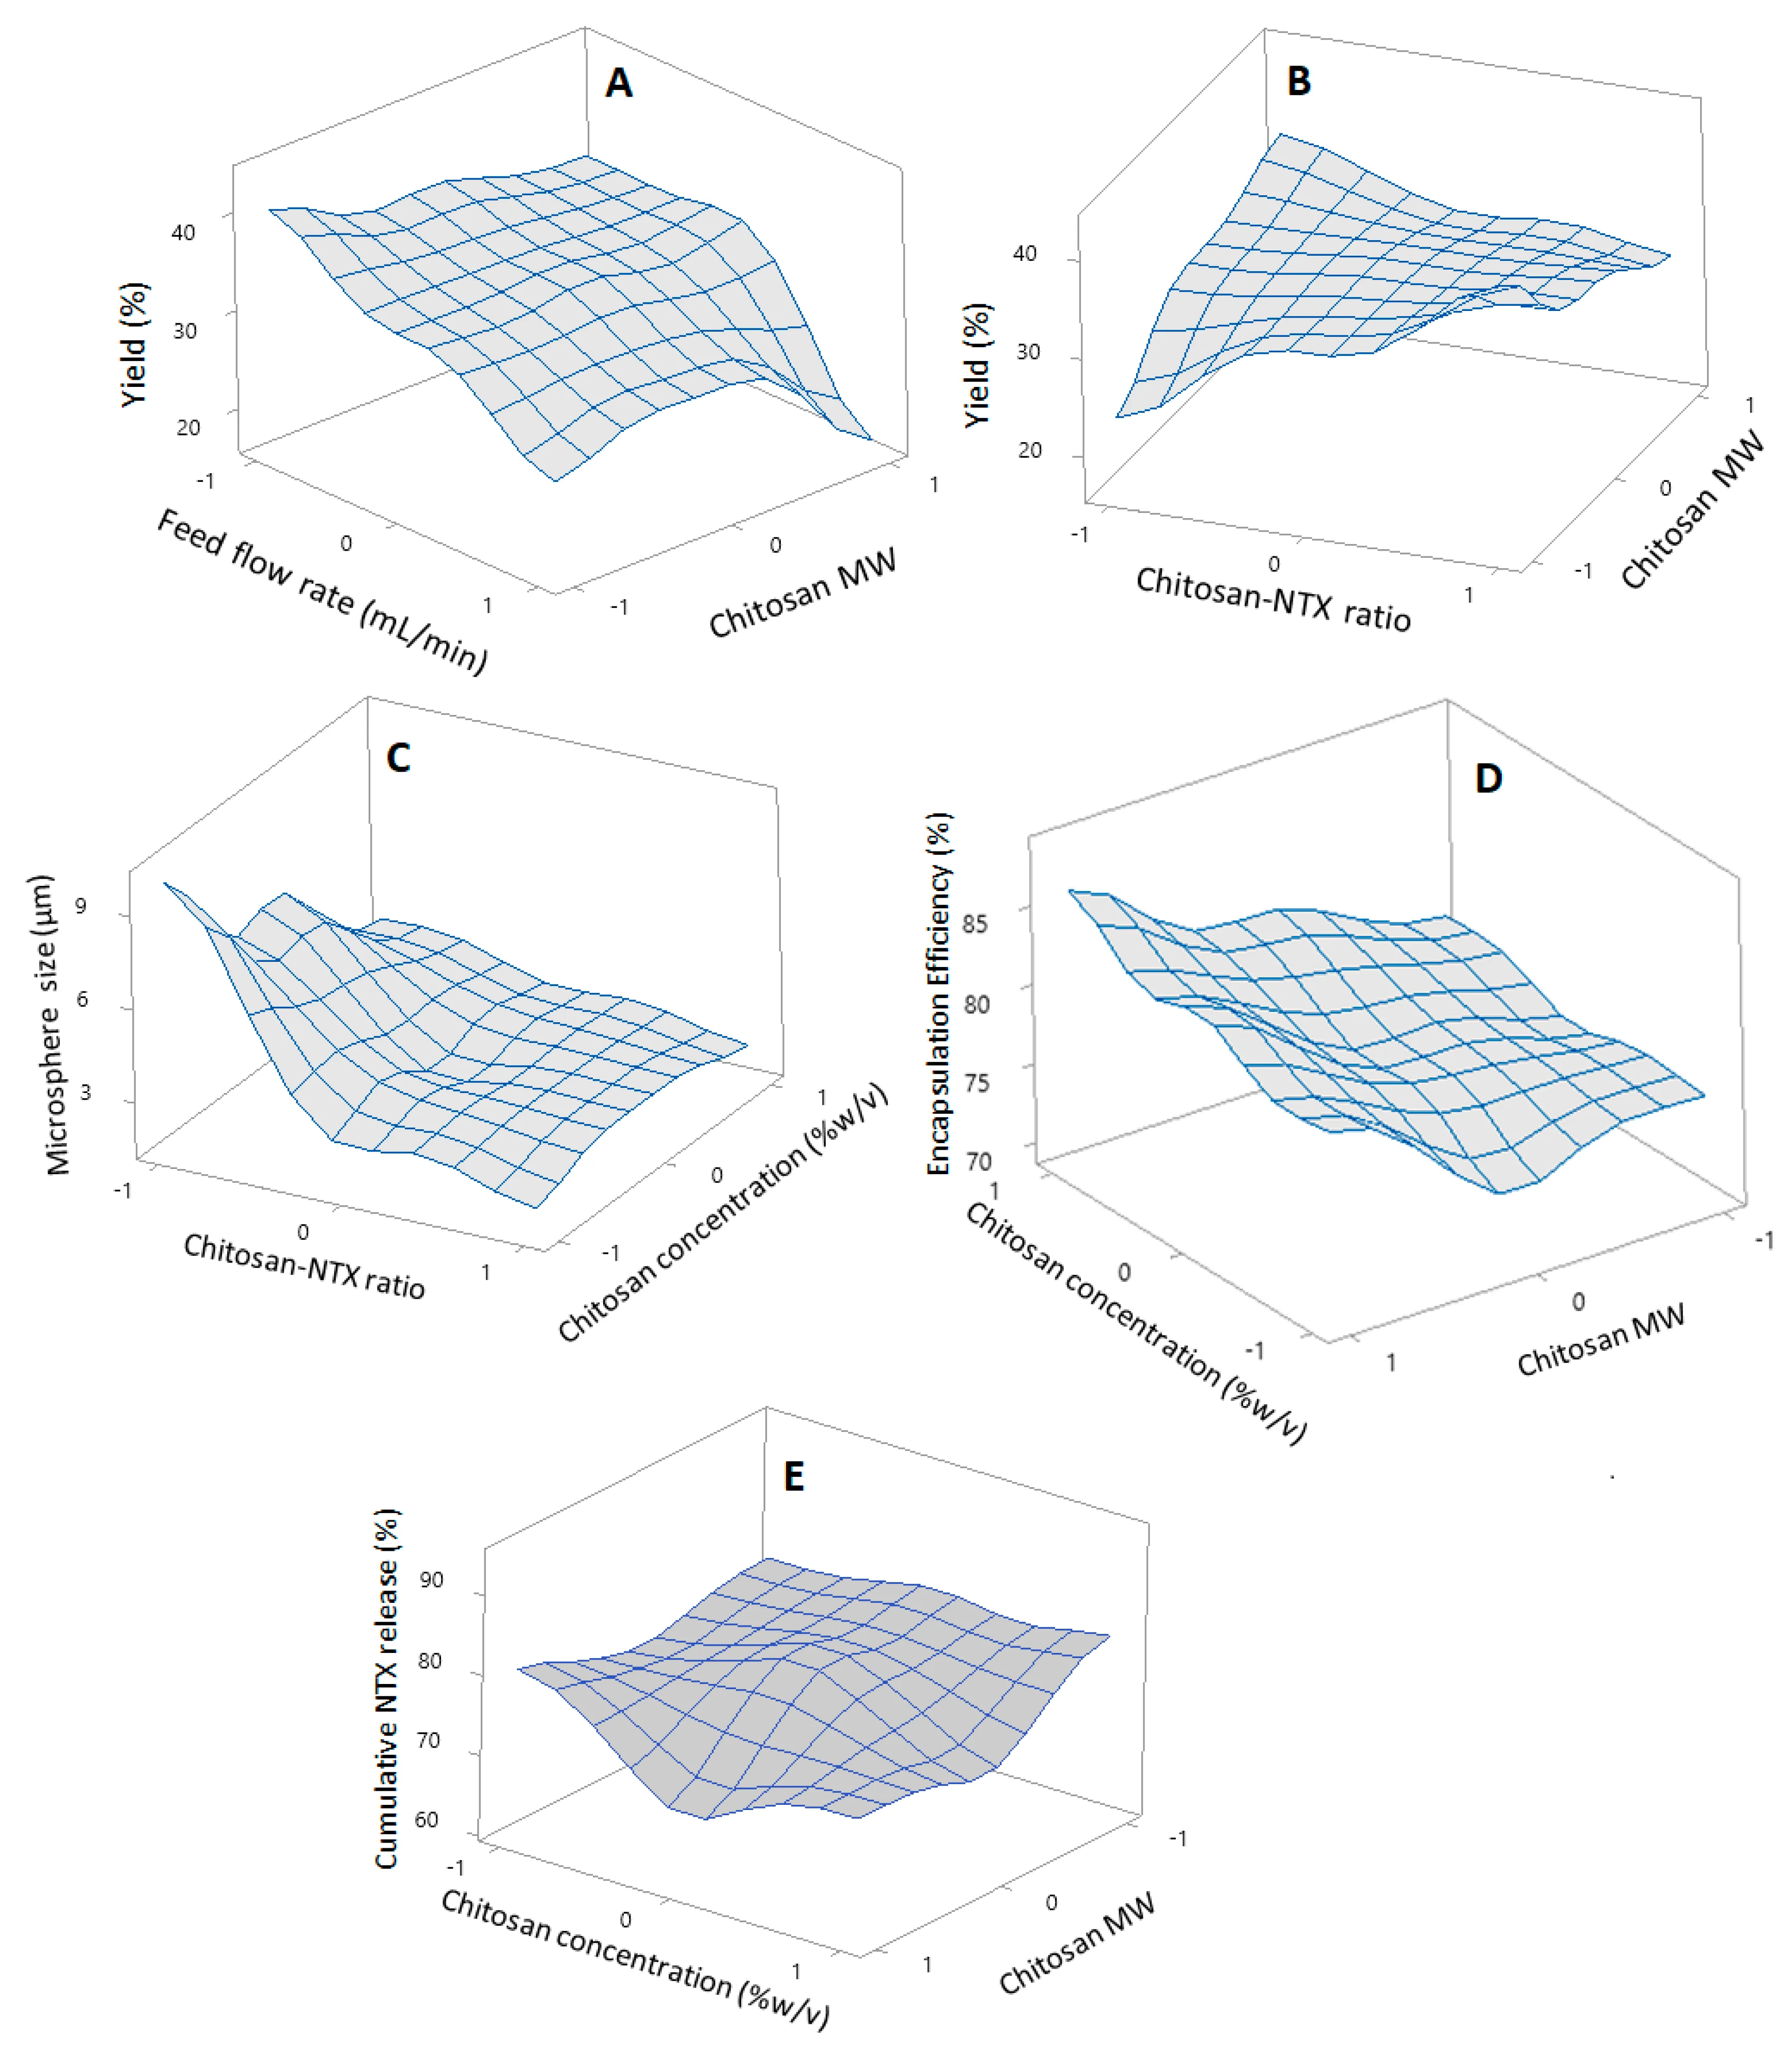 A
Yield (%)
40
30
20
-1
0
1
Feed flow rate (mL/min)
-1
0
1
Chitosan MW
B
Yield (%)
40
30
20
-1
0
1
Chitosan-NTX ratio
-1
0
1
Chitosan MW
C
Microsphere size (µm)
9
6
3
-1
0
1
Chitosan-NTX ratio
-1
0
1
Chitosan concentration (%w/v)
D
Encapsulation Efficiency (%)
85
80
75
70
1
0
-1
Chitosan concentration (%w/v)
1
0
-1
Chitosan MW
E
Cumulative NTX release (%)
90
80
70
60
-1
0
1
Chitosan concentration (%w/v)
1
0
-1
Chitosan MW